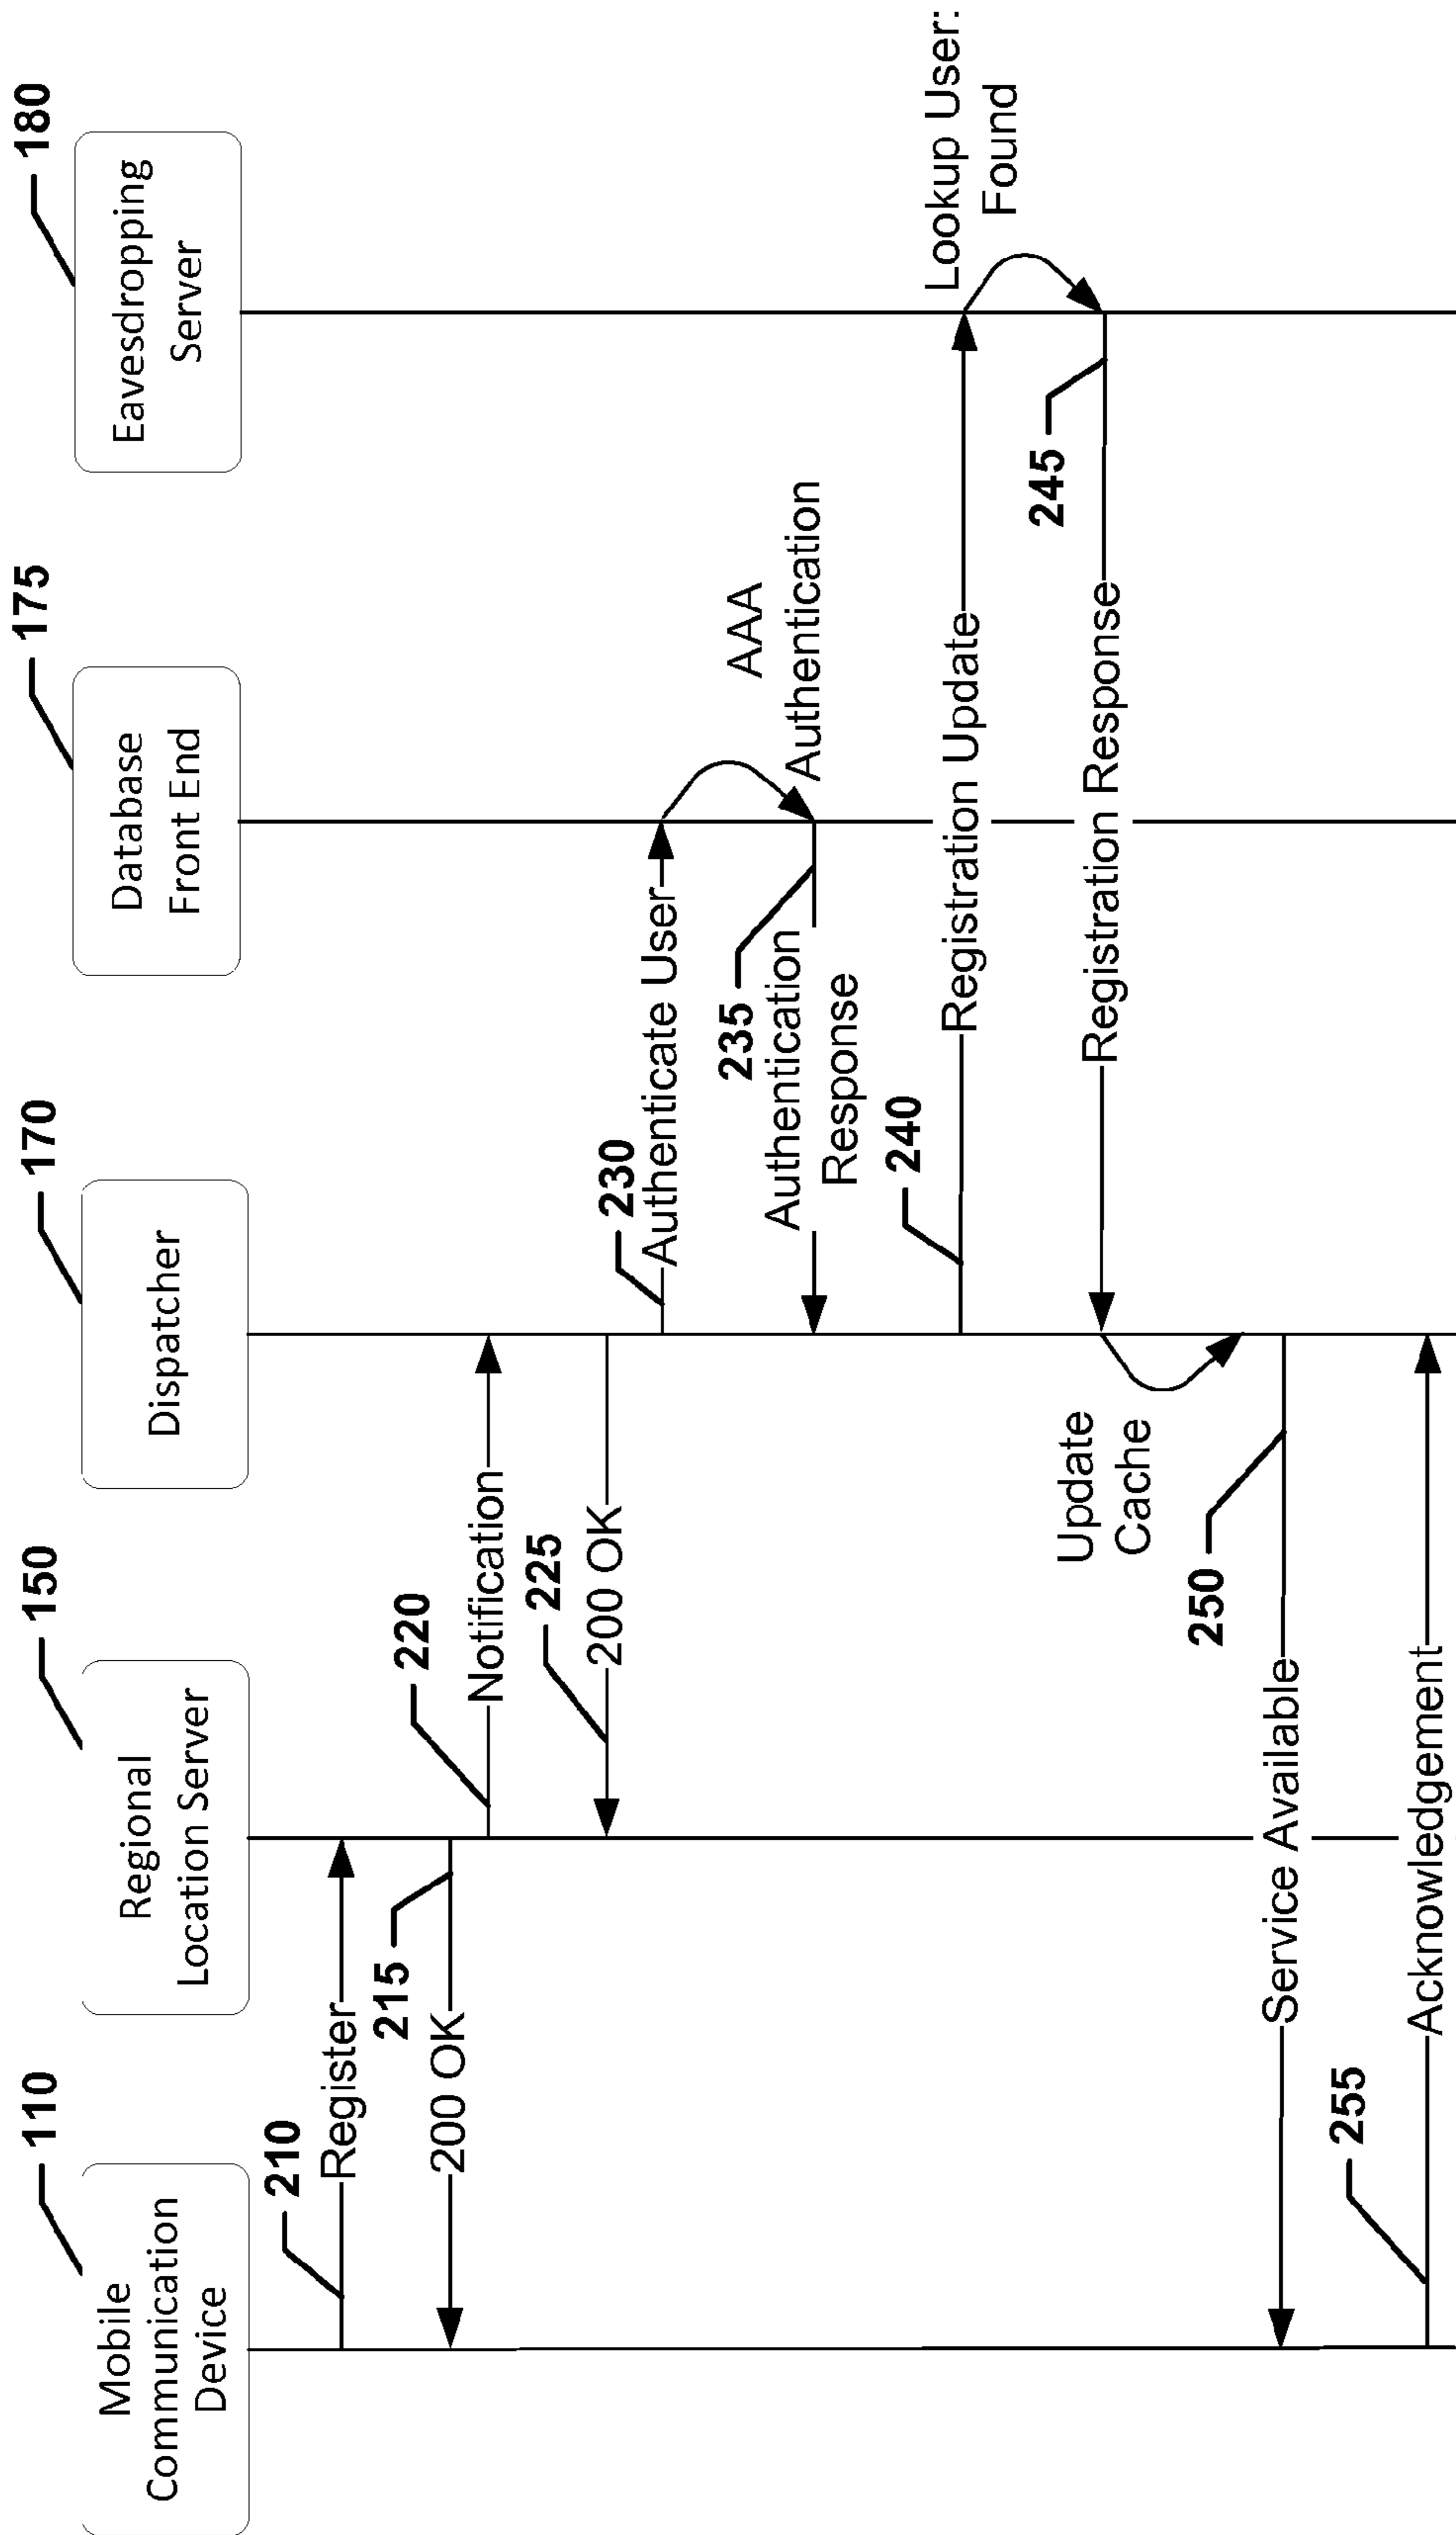 110
Mobile
Communication
Device
150
Regional
Location Server
170
Dispatcher
175
Database
Front End
180
Eavesdropping
Server
210
Register
215
200 OK
220
Notification
225
200 OK
230
Authenticate User
AAA
Authentication
235
Authentication
Response
240
Registration Update
Lookup User:
Found
245
Registration Response
Update
Cache
250
Service Available
255
Acknowledgement